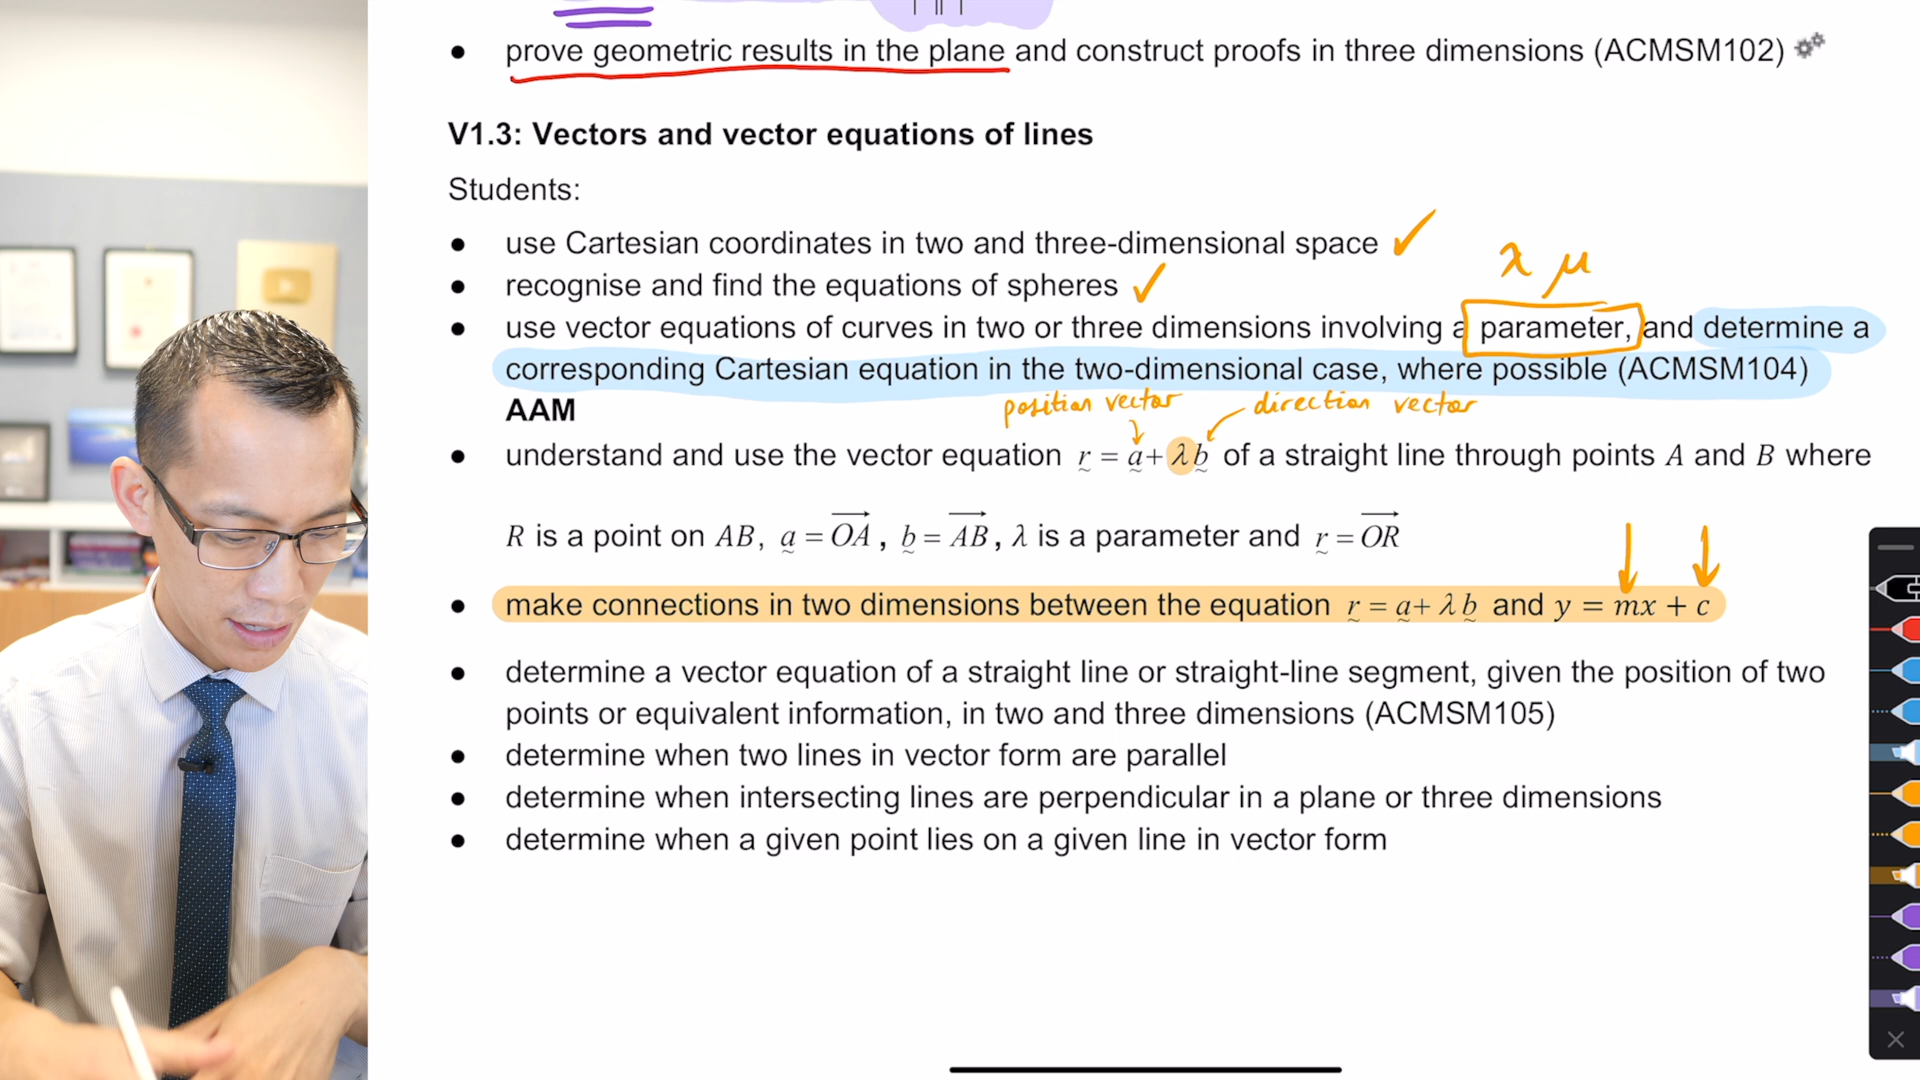 • prove geometric results in the plane and construct proofs in three dimensions (ACMSM102)
V1.3: Vectors and vector equations of lines
Students:
• use Cartesian coordinates in two and three-dimensional space ✓
• recognise and find the equations of spheres ✓
λ μ
• use vector equations of curves in two or three dimensions involving a parameter, and determine a
corresponding Cartesian equation in the two-dimensional case, where possible (ACMSM104)
AAM
position vector
direction vector
• understand and use the vector equation r̰ = a̰ + λb̰ of a straight line through points A and B where
R is a point on AB, a̰ = \overrightarrow{OA}, b̰ = \overrightarrow{AB}, λ is a parameter and r̰ = \overrightarrow{OR}
• make connections in two dimensions between the equation r̰ = a̰ + λb̰ and y = mx + c
• determine a vector equation of a straight line or straight-line segment, given the position of two
points or equivalent information, in two and three dimensions (ACMSM105)
• determine when two lines in vector form are parallel
• determine when intersecting lines are perpendicular in a plane or three dimensions
• determine when a given point lies on a given line in vector form